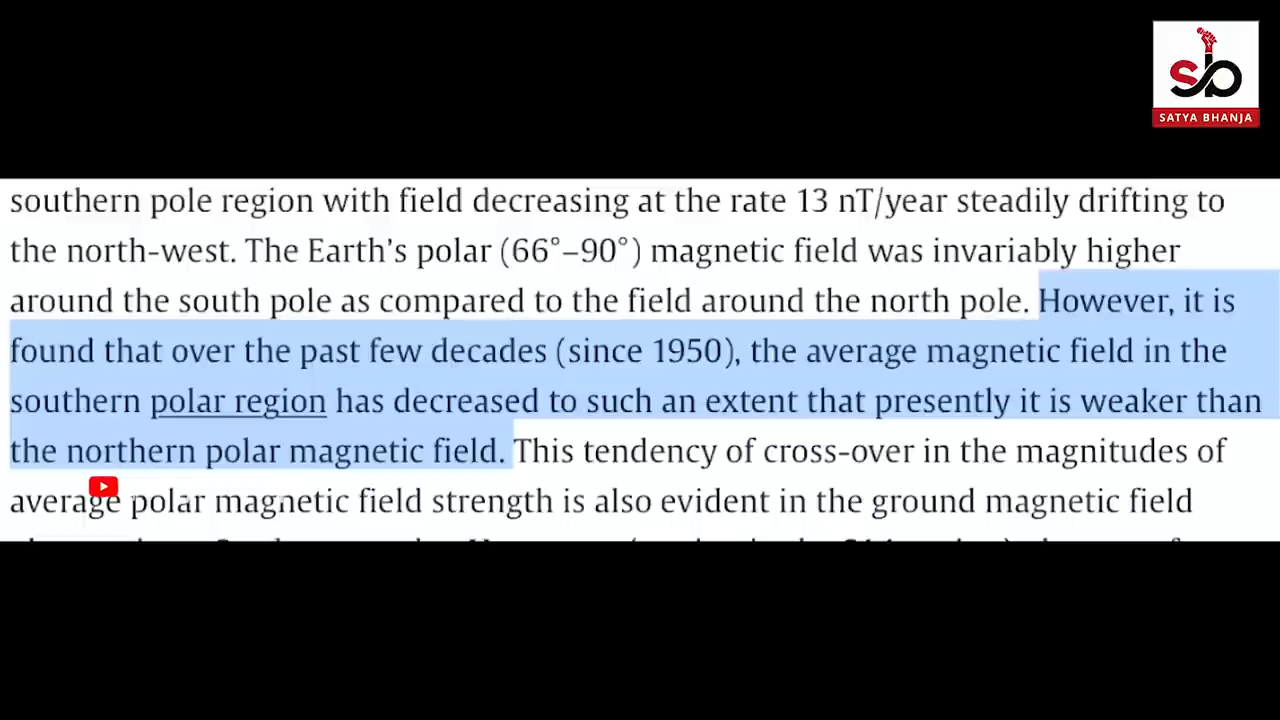 sb
SATYA BHANJA
southern pole region with field decreasing at the rate 13 nT/year steadily drifting to
the north-west. The Earth's polar (66°–90°) magnetic field was invariably higher
around the south pole as compared to the field around the north pole. However, it is
found that over the past few decades (since 1950), the average magnetic field in the
southern polar region has decreased to such an extent that presently it is weaker than
the northern polar magnetic field. This tendency of cross-over in the magnitudes of
average polar magnetic field strength is also evident in the ground magnetic field